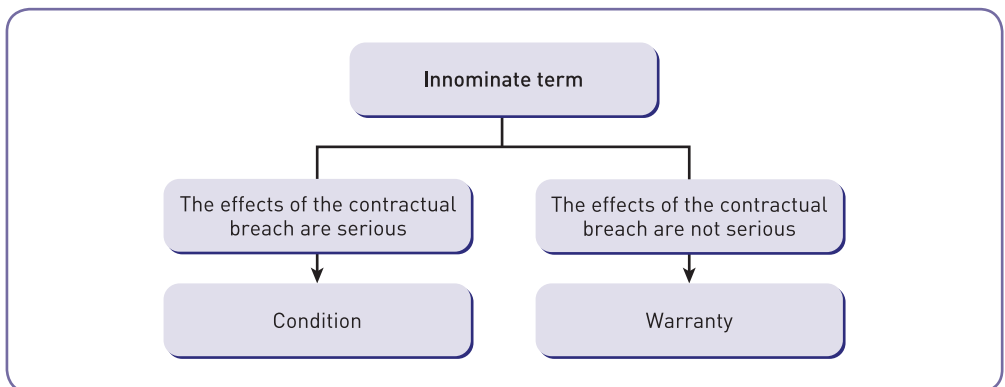 Innominate term
The effects of the contractual
breach are serious
The effects of the contractual
breach are not serious
Condition
Warranty